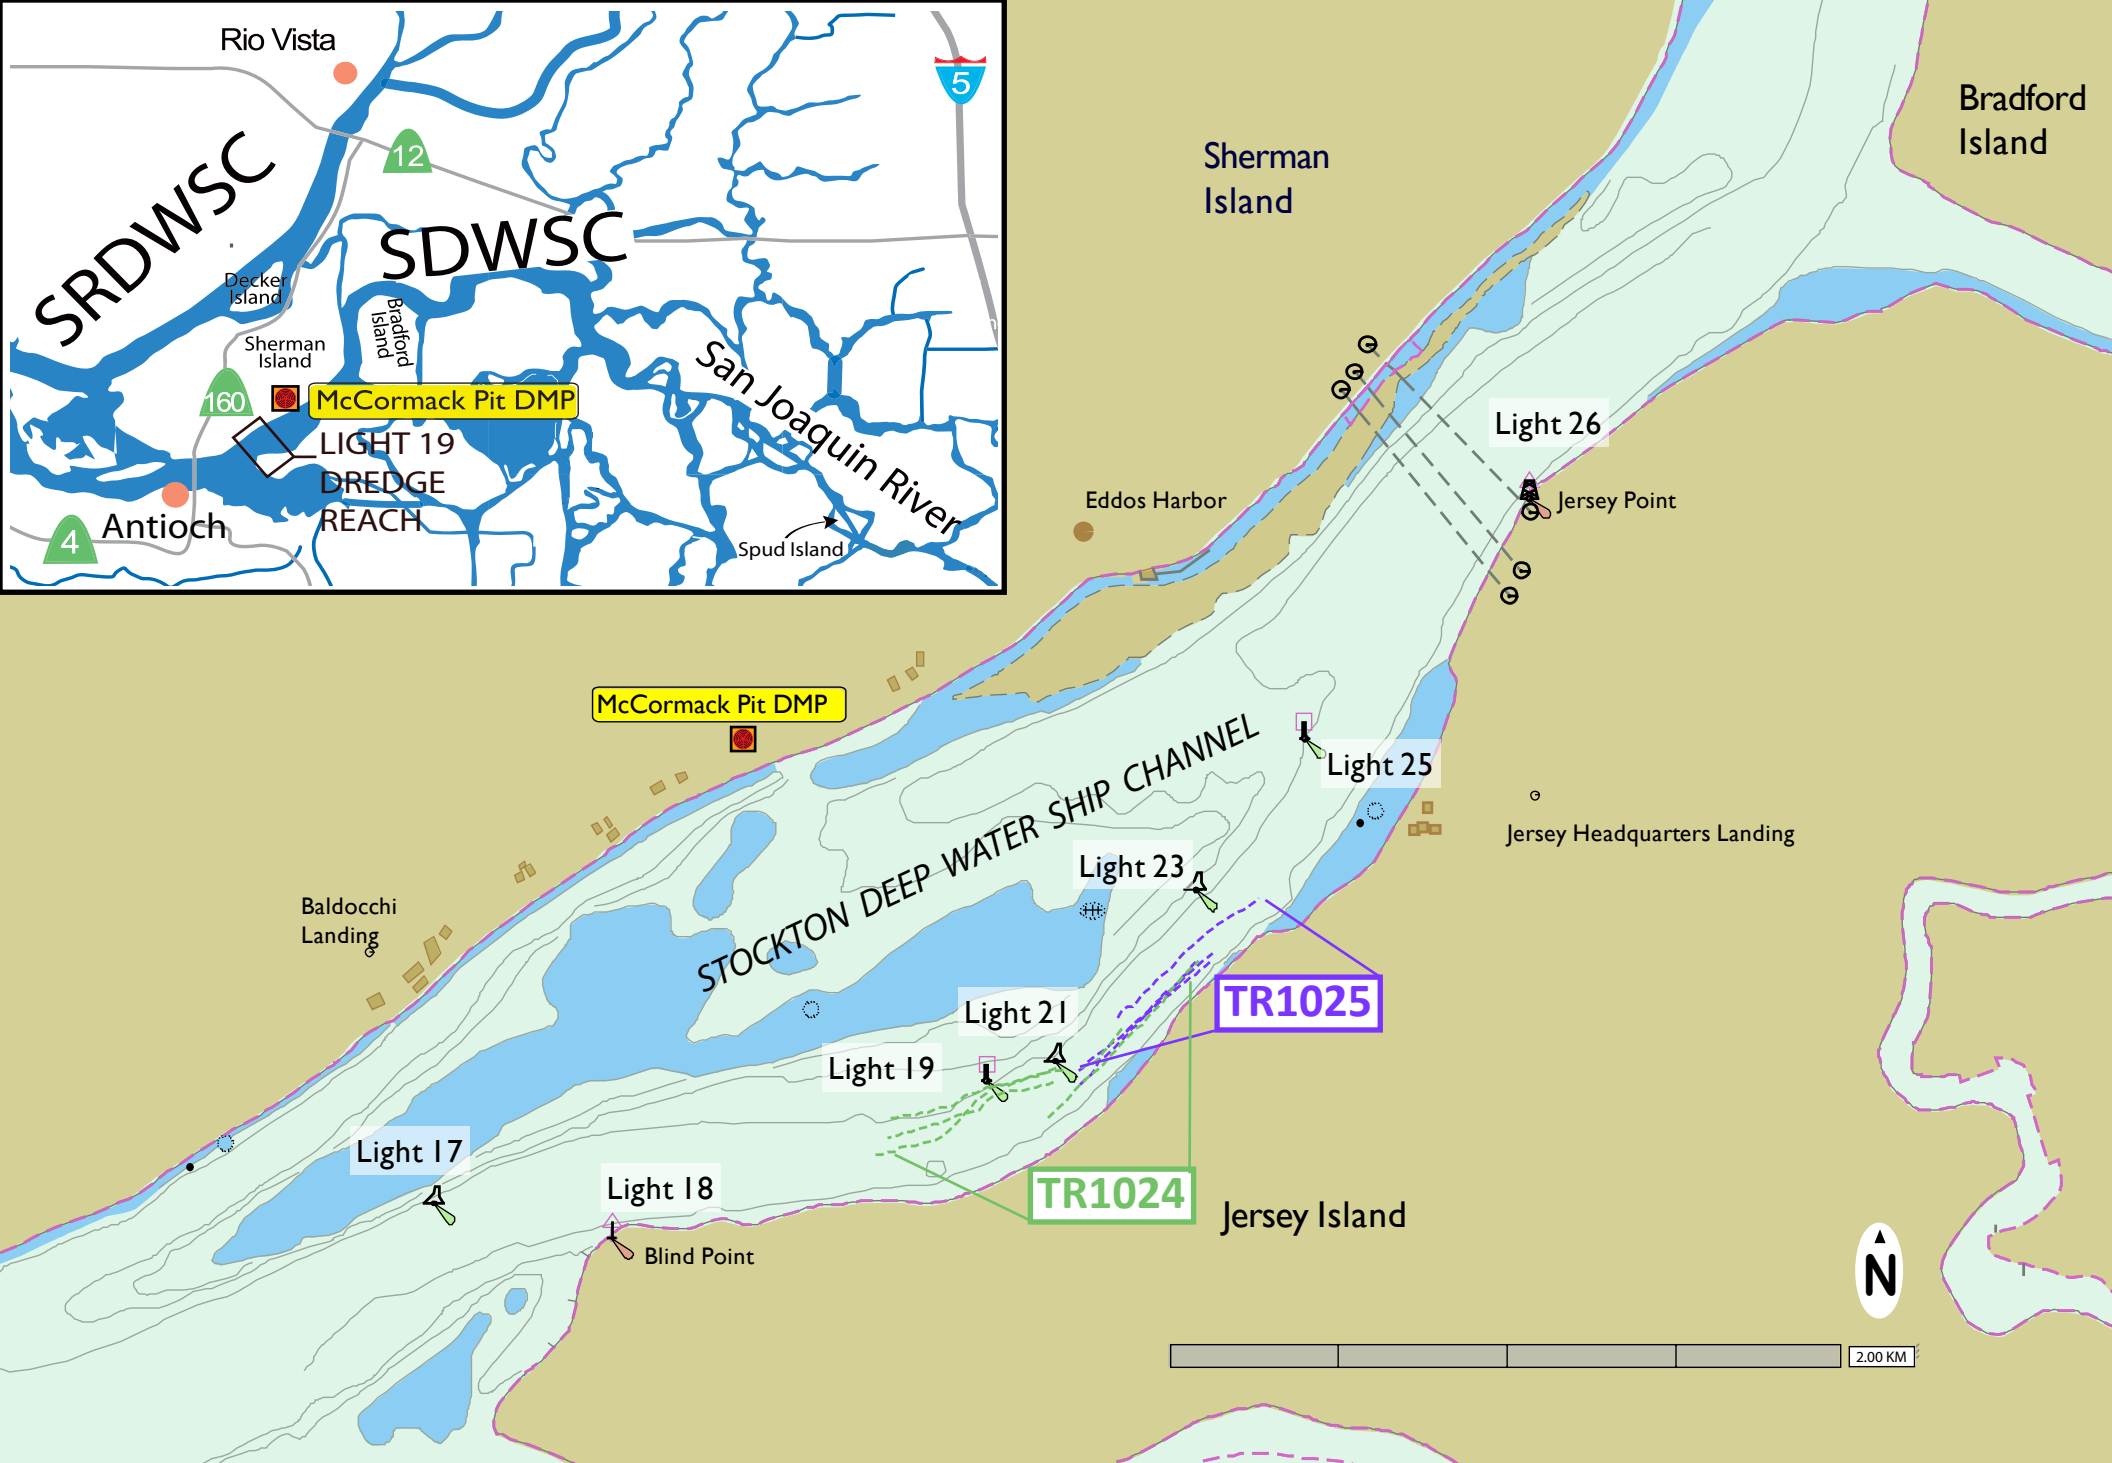 Rio Vista
5
12
SRDWSC
SDWSC
Decker
Island
Bradford
Island
Sherman
Island
160
McCormack Pit DMP
LIGHT 19
DREDGE
REACH
San Joaquin River
Spud Island
Antioch
4
Bradford
Island
Sherman
Island
Light 26
Jersey Point
Eddos Harbor
McCormack Pit DMP
STOCKTON DEEP WATER SHIP CHANNEL
Light 25
Jersey Headquarters Landing
Light 23
Baldocchi
Landing
TR1025
Light 21
Light 19
Light 17
Light 18
TR1024
Jersey Island
Blind Point
N
2.00 KM